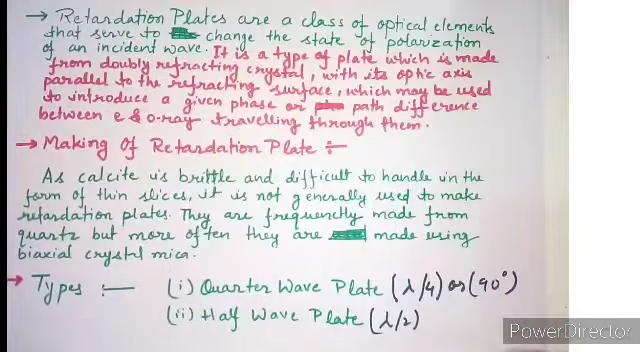 → Retardation Plates are a class of optical elements
that serve to change the state of polarization
of an incident wave. It is a type of plate which is made
from doubly refracting crystal, with its optic axis
parallel to the refracting surface, which may be used
to introduce a given phase or path difference
between e & o-ray travelling through them.
→ Making Of Retardation Plate :-
As calcite is brittle and difficult to handle in the
form of thin slices, it is not generally used to make
retardation plates. They are frequently made from
quartz but more often they are made using
biaxial crystal mica.
→ Types :- (i) Quarter Wave Plate (λ/4) or (90°)
(ii) Half Wave Plate (λ/2)
PowerDirector